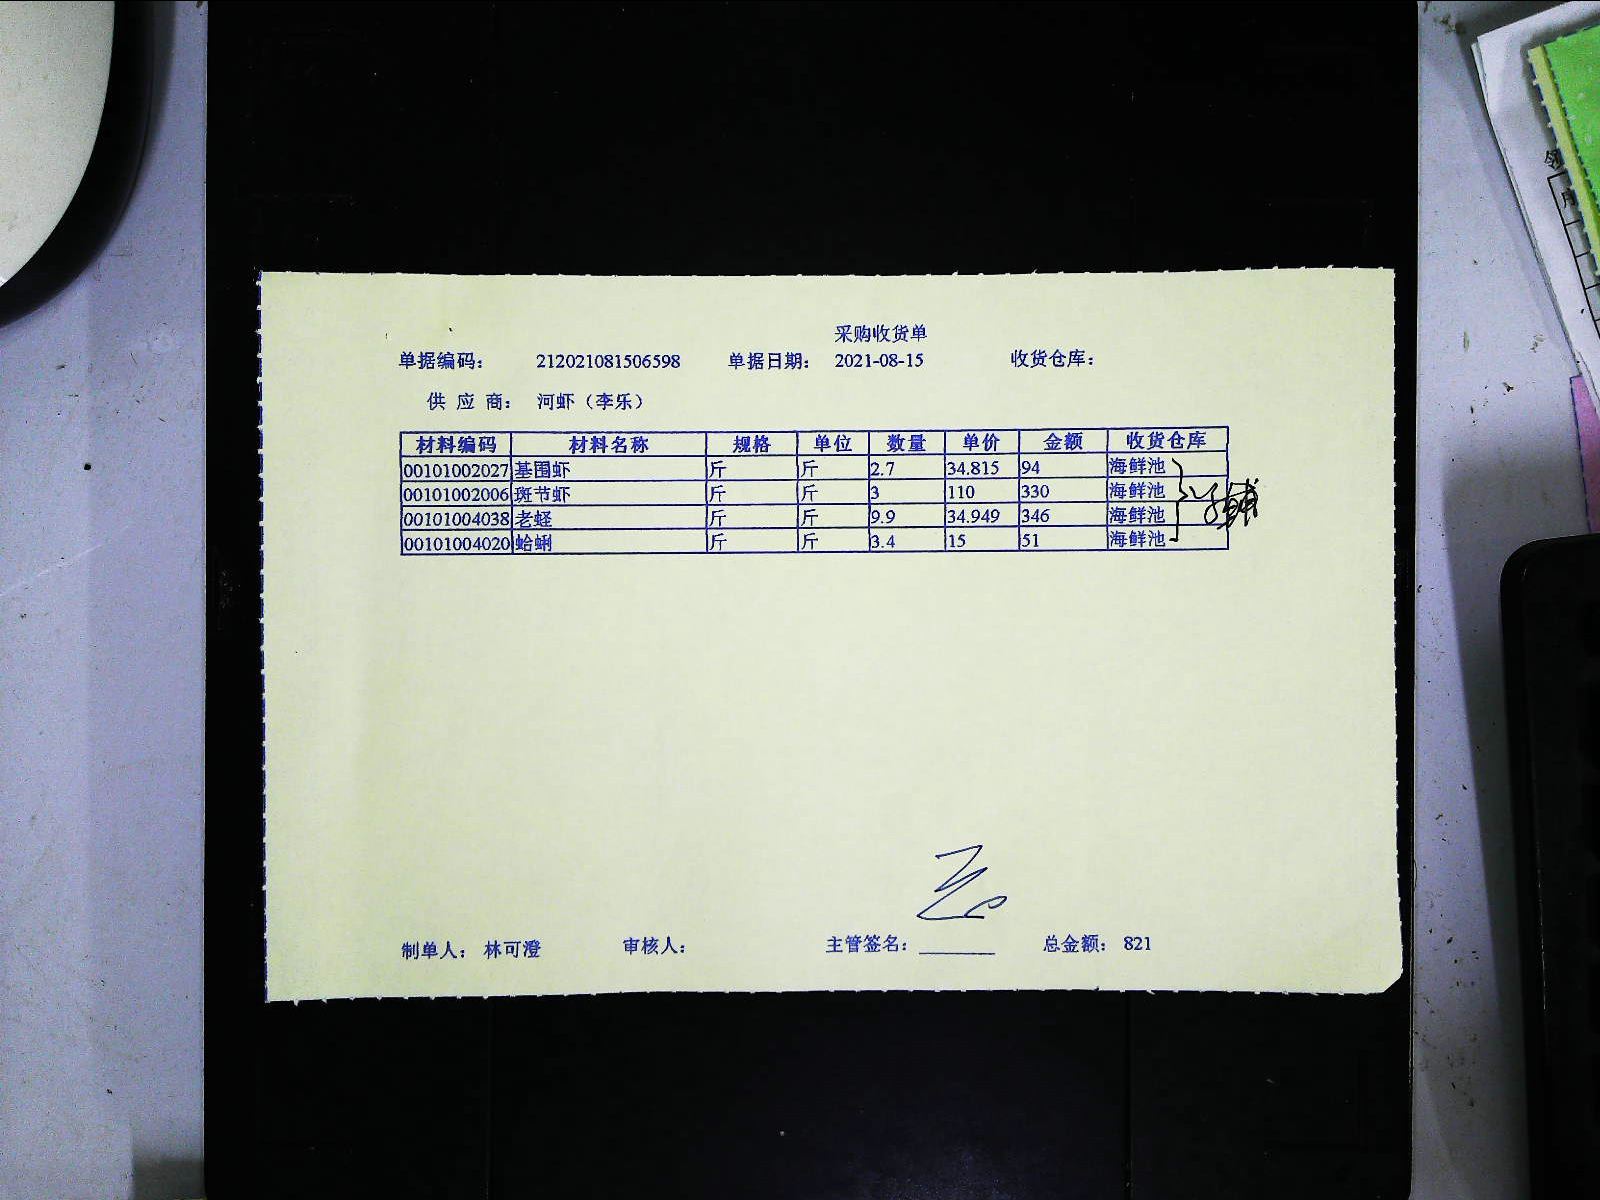 采购收货单
单据编码： 212021081506598 单据日期： 2021-08-15 收货仓库：
供 应 商： 河虾（李乐）
材料编码 材料名称 规格 单位 数量 单价 金额 收货仓库
00101002027 基围虾 斤 斤 2.7 34.815 94 海鲜池
00101002006 斑节虾 斤 斤 3 110 330 海鲜池
00101004038 老蛏 斤 斤 9.9 34.949 346 海鲜池
00101004020 蛤蜊 斤 斤 3.4 15 51 海鲜池
制单人： 林可澄 审核人： 主管签名： 总金额： 821